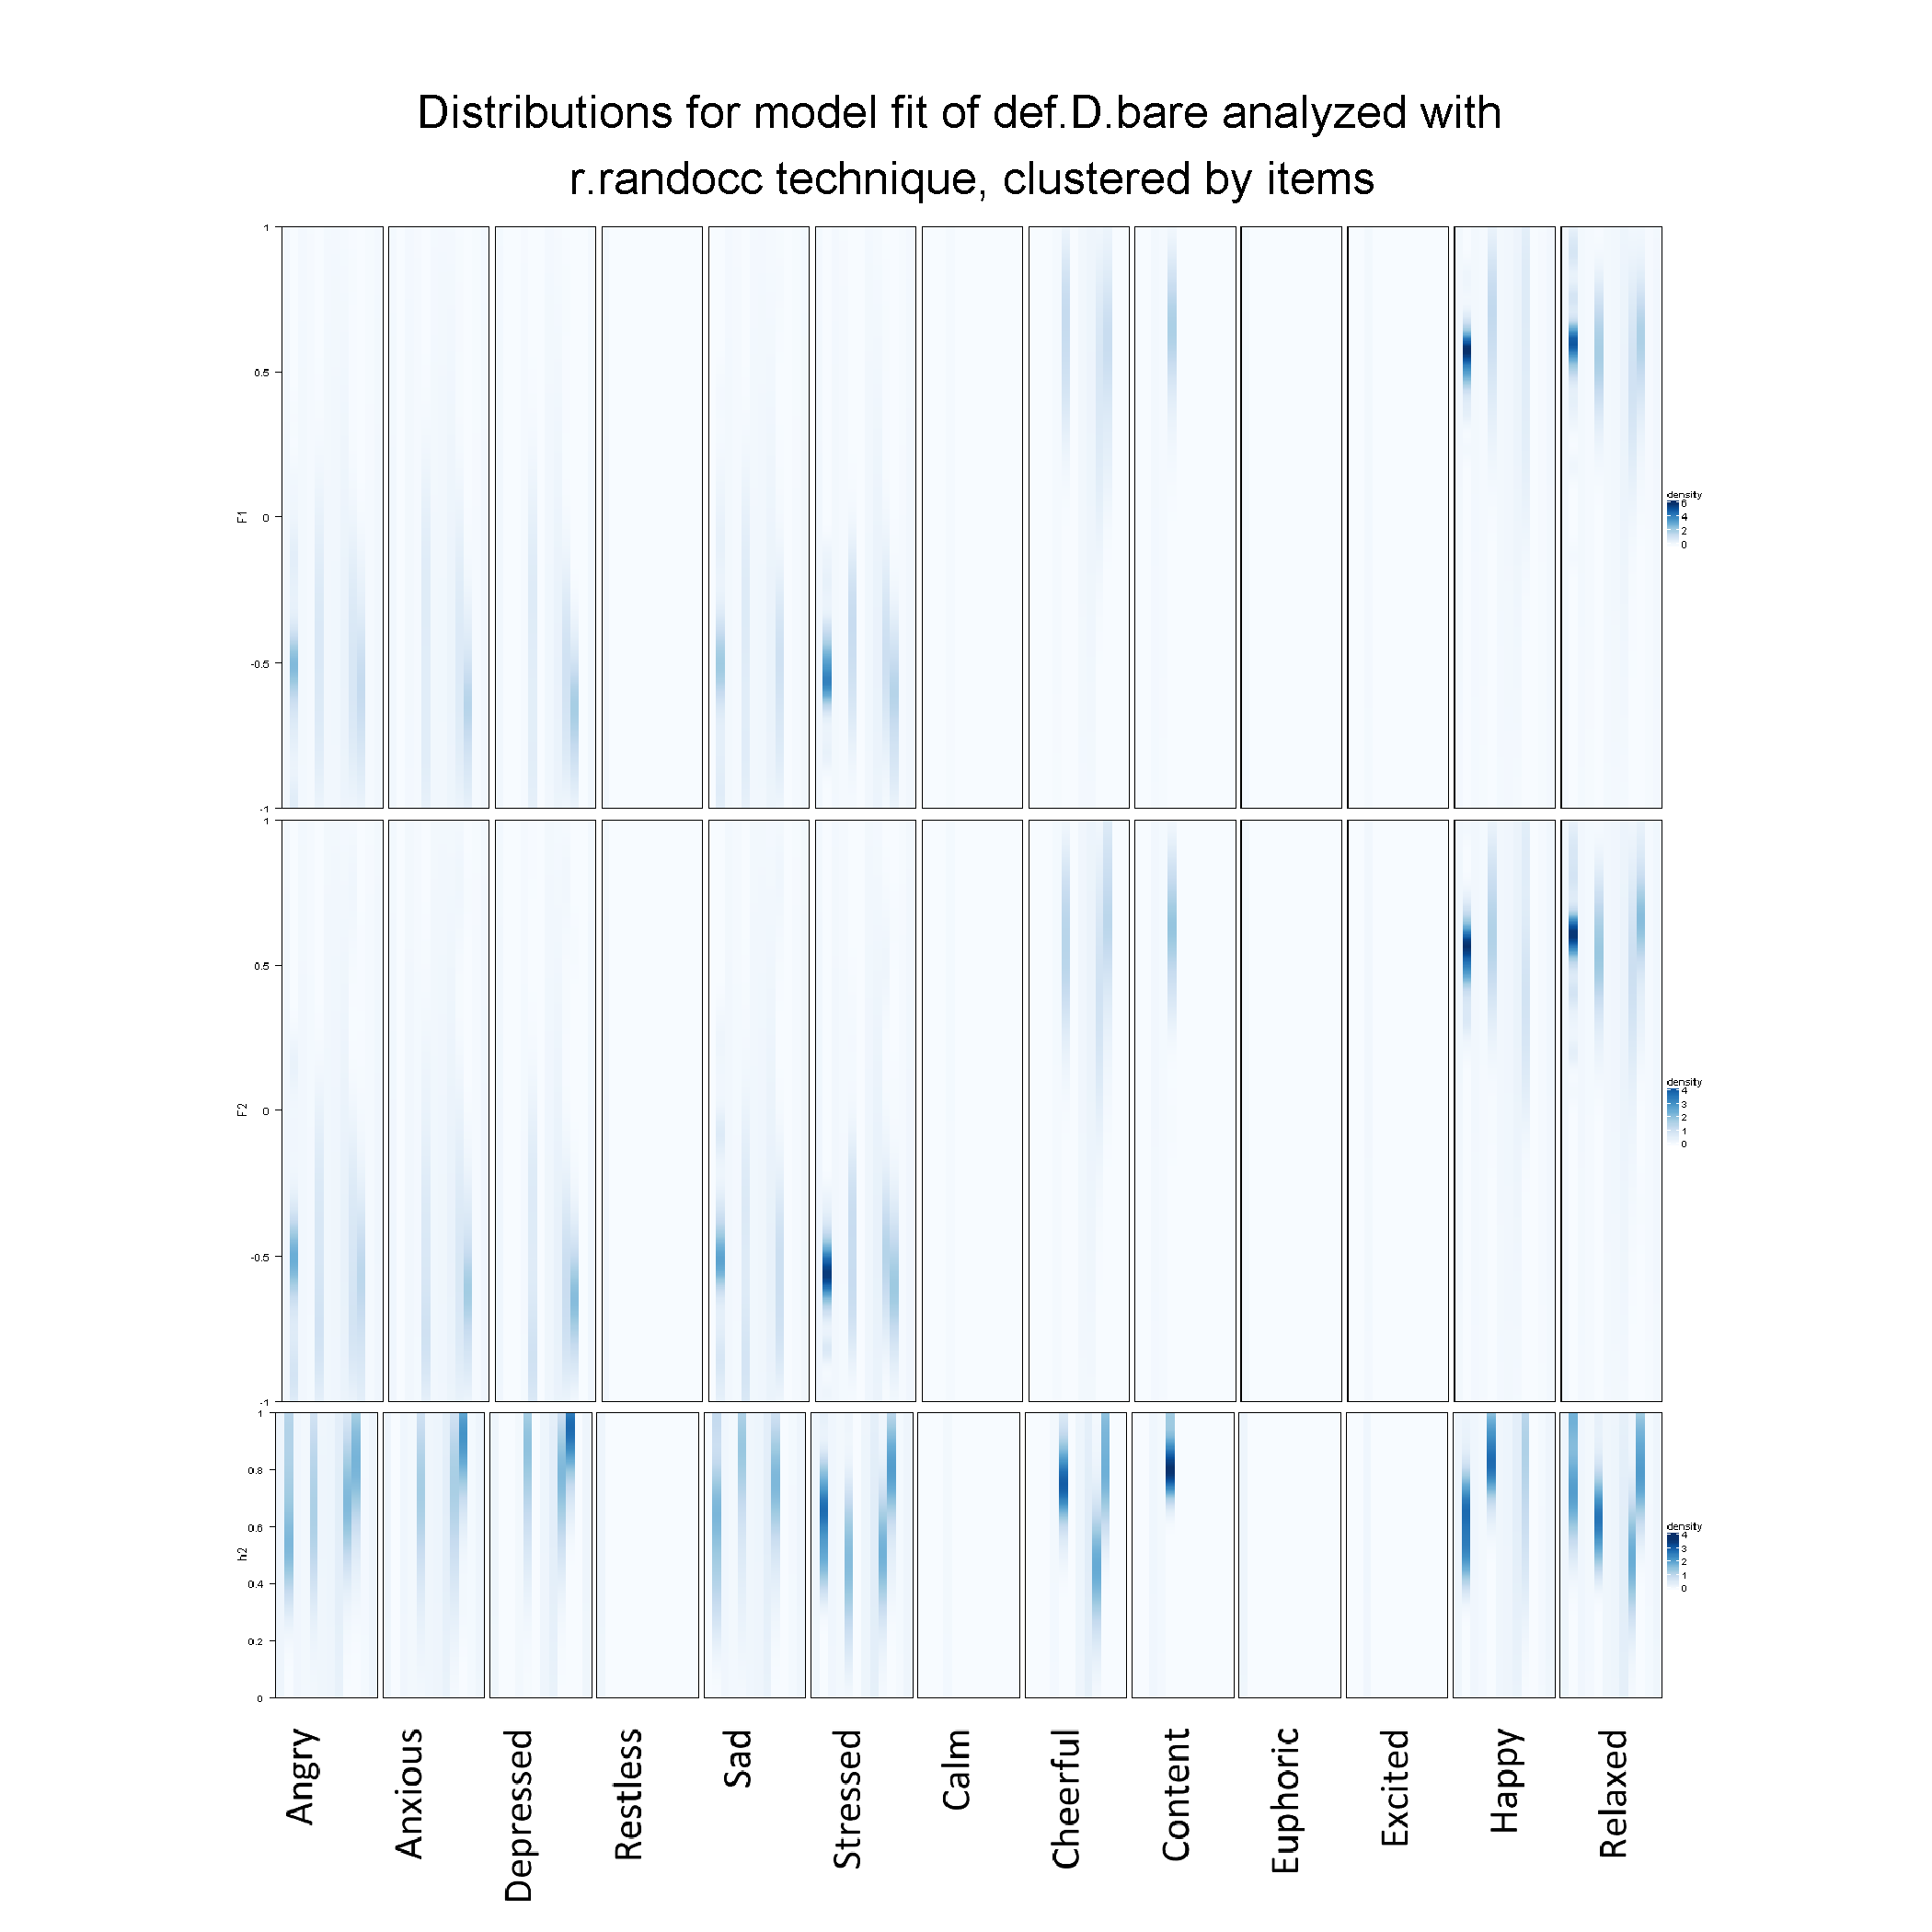 Distributions for model fit of def.D.bare analyzed with
r.randocc technique, clustered by items
1
0.5
F1
0
-0.5
-1
density
6
4
2
0
1
0.5
F2
0
-0.5
-1
density
4
3
2
1
0
1
0.8
0.6
h2
0.4
0.2
0
density
4
3
2
1
0
Angry
Anxious
Depressed
Restless
Sad
Stressed
Calm
Cheerful
Content
Euphoric
Excited
Happy
Relaxed